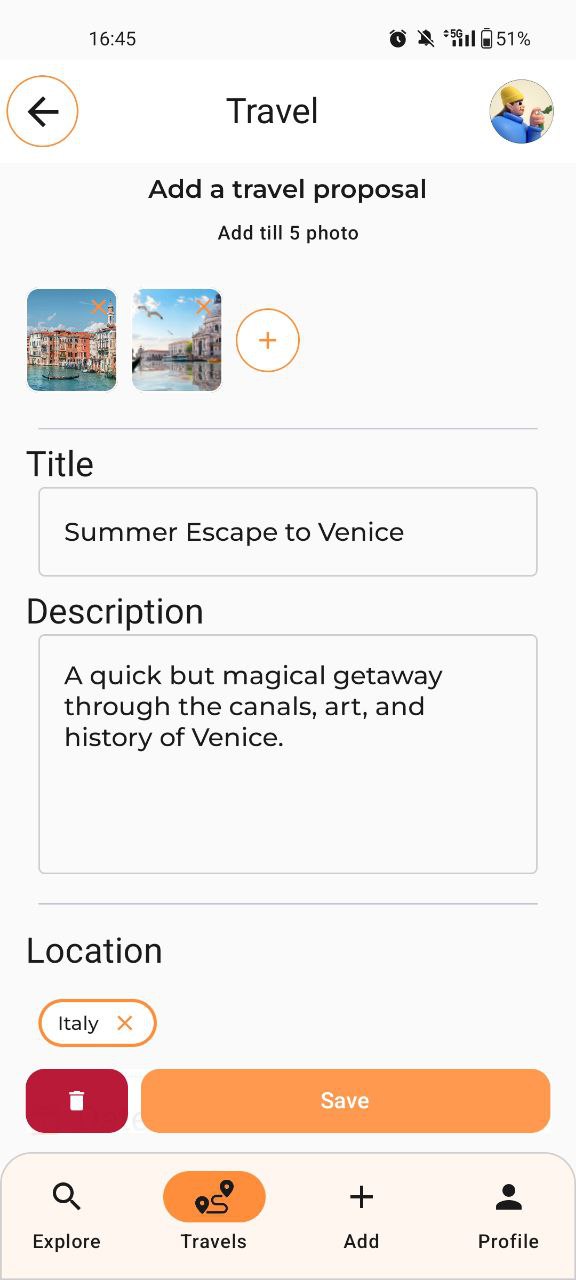 16:45
5G 51%
Travel
Add a travel proposal
Add till 5 photo
Title
Summer Escape to Venice
Description
A quick but magical getaway
through the canals, art, and
history of Venice.
Location
Italy
Save
Explore
Travels
Add
Profile